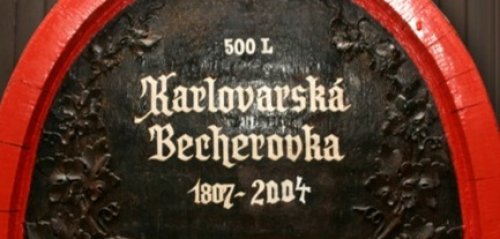 500 L
Karlovarská
Becherovka
1807-2004